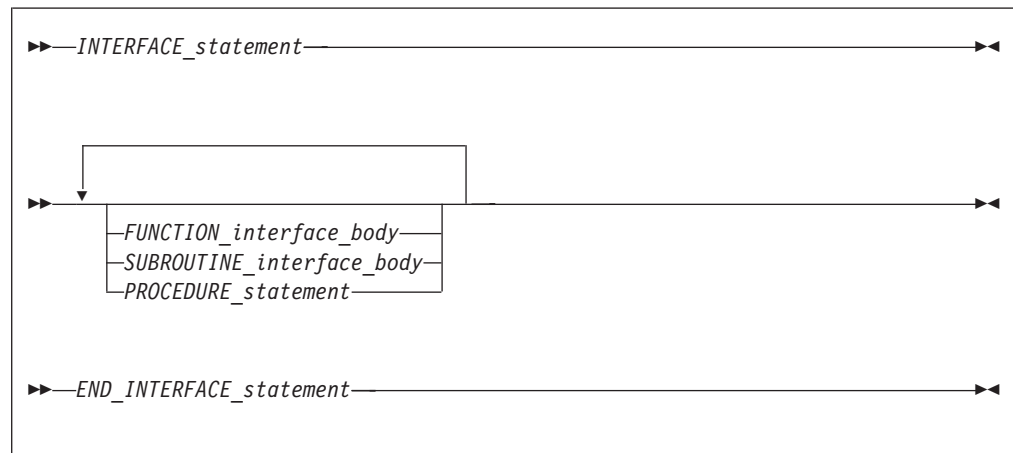 INTERFACE_statement
FUNCTION_interface_body
SUBROUTINE_interface_body
PROCEDURE_statement
END_INTERFACE_statement